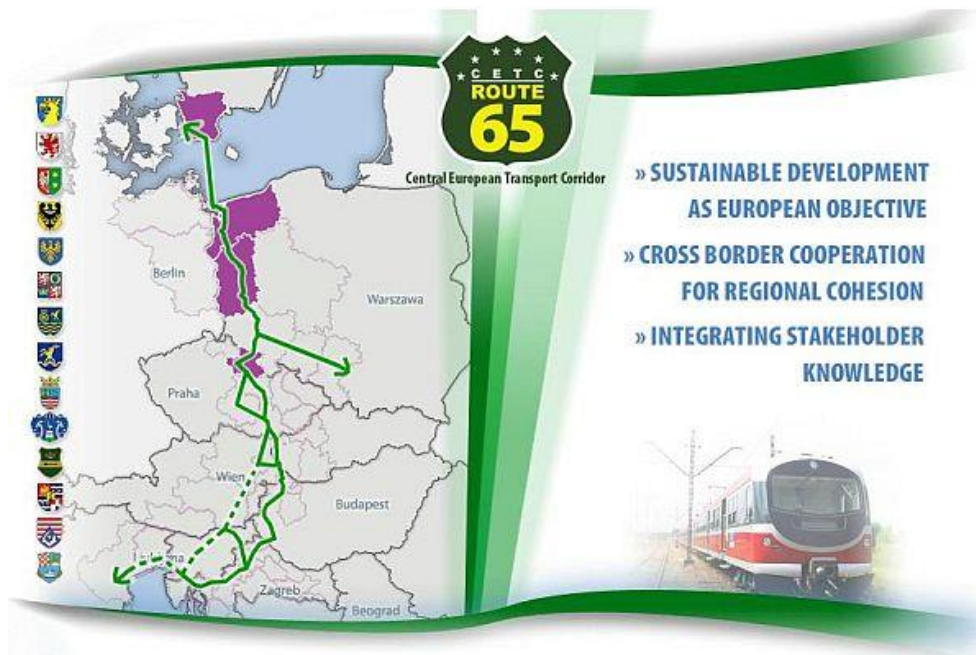 CETC
ROUTE
65
Central European Transport Corridor
» SUSTAINABLE DEVELOPMENT
AS EUROPEAN OBJECTIVE
» CROSS BORDER COOPERATION
FOR REGIONAL COHESION
» INTEGRATING STAKEHOLDER
KNOWLEDGE
Berlin
Warszawa
Praha
Wien
Budapest
Zagreb
Beograd